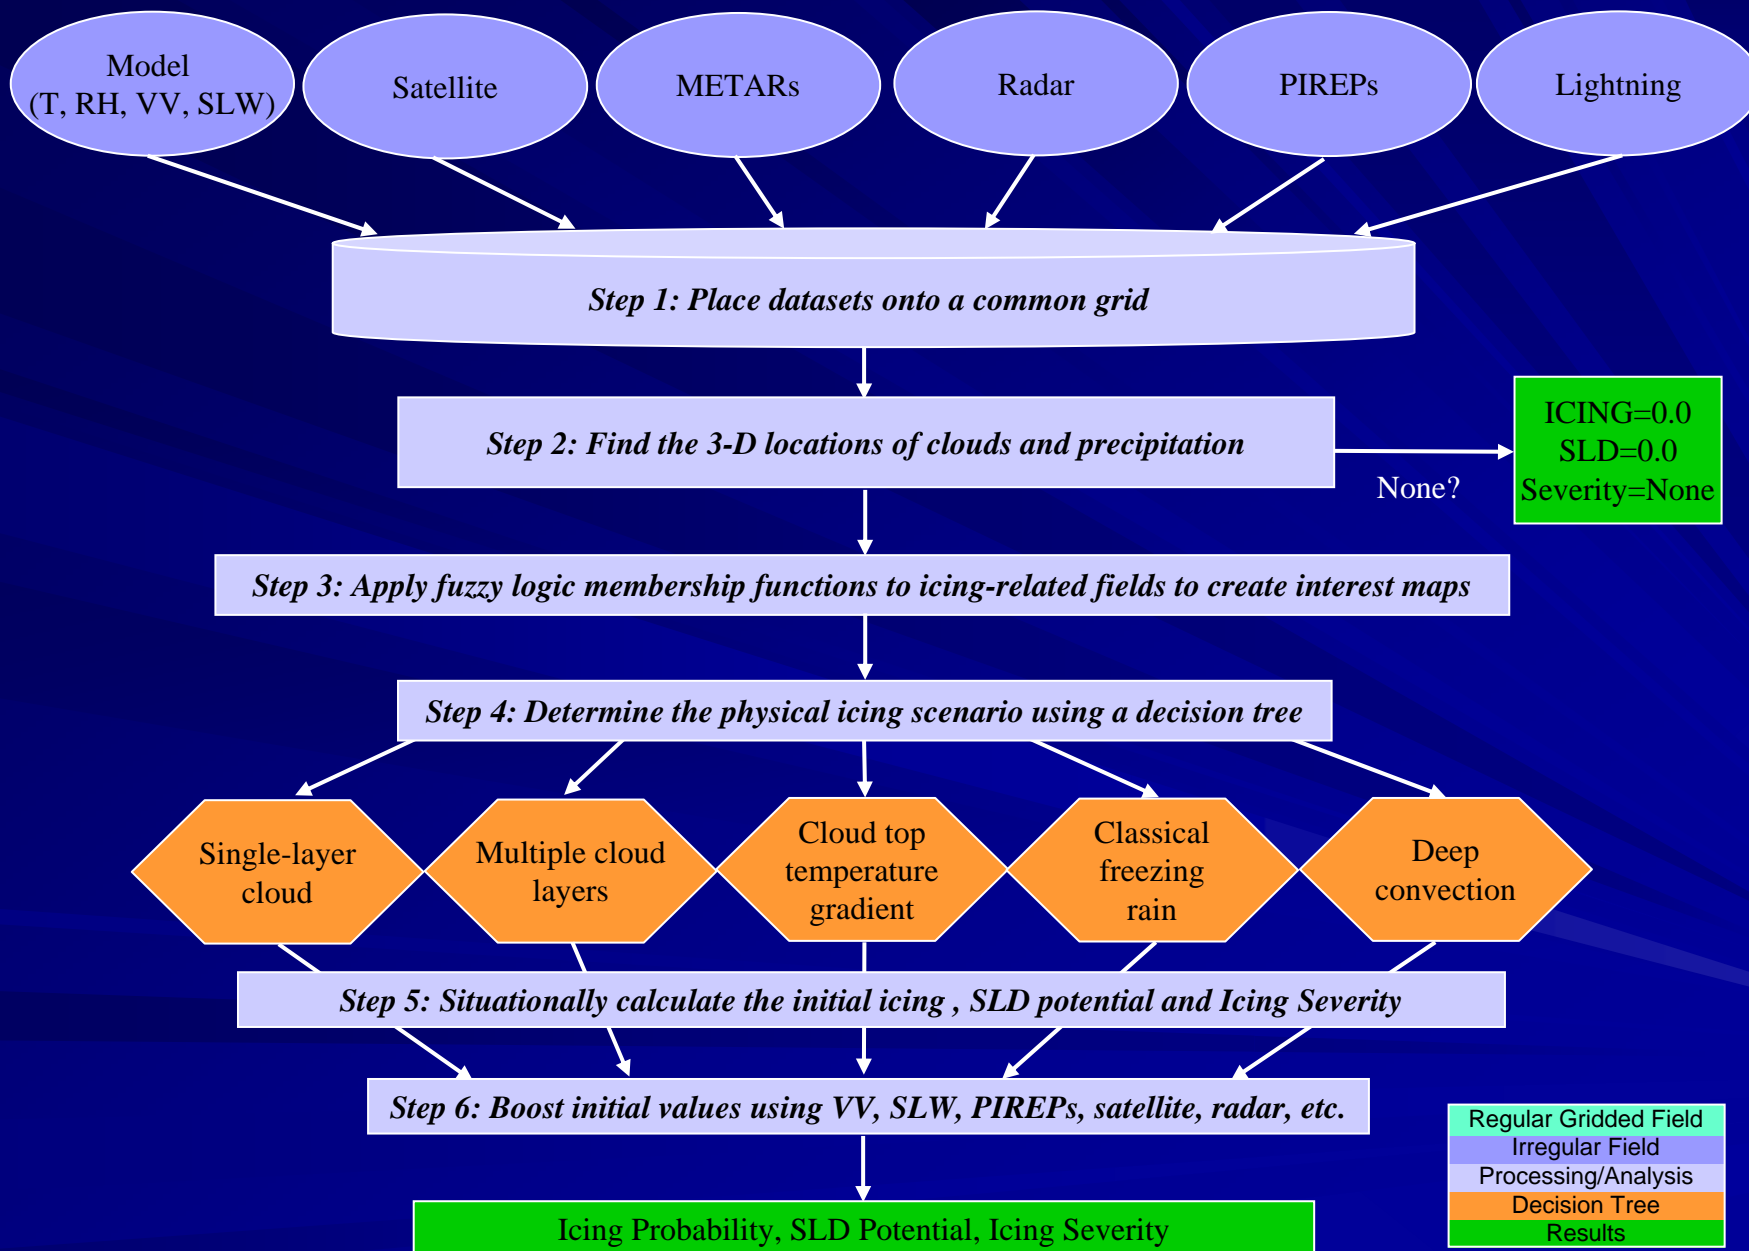 Model
(T, RH, VV, SLW)
Satellite
METARs
Radar
PIREPs
Lightning
Step 1: Place datasets onto a common grid
Step 2: Find the 3-D locations of clouds and precipitation
None?
ICING=0.0
SLD=0.0
Severity=None
Step 3: Apply fuzzy logic membership functions to icing-related fields to create interest maps
Step 4: Determine the physical icing scenario using a decision tree
Single-layer
cloud
Multiple cloud
layers
Cloud top
temperature
gradient
Classical
freezing
rain
Deep
convection
Step 5: Situationally calculate the initial icing , SLD potential and Icing Severity
Step 6: Boost initial values using VV, SLW, PIREPs, satellite, radar, etc.
Icing Probability, SLD Potential, Icing Severity
Regular Gridded Field
Irregular Field
Processing/Analysis
Decision Tree
Results